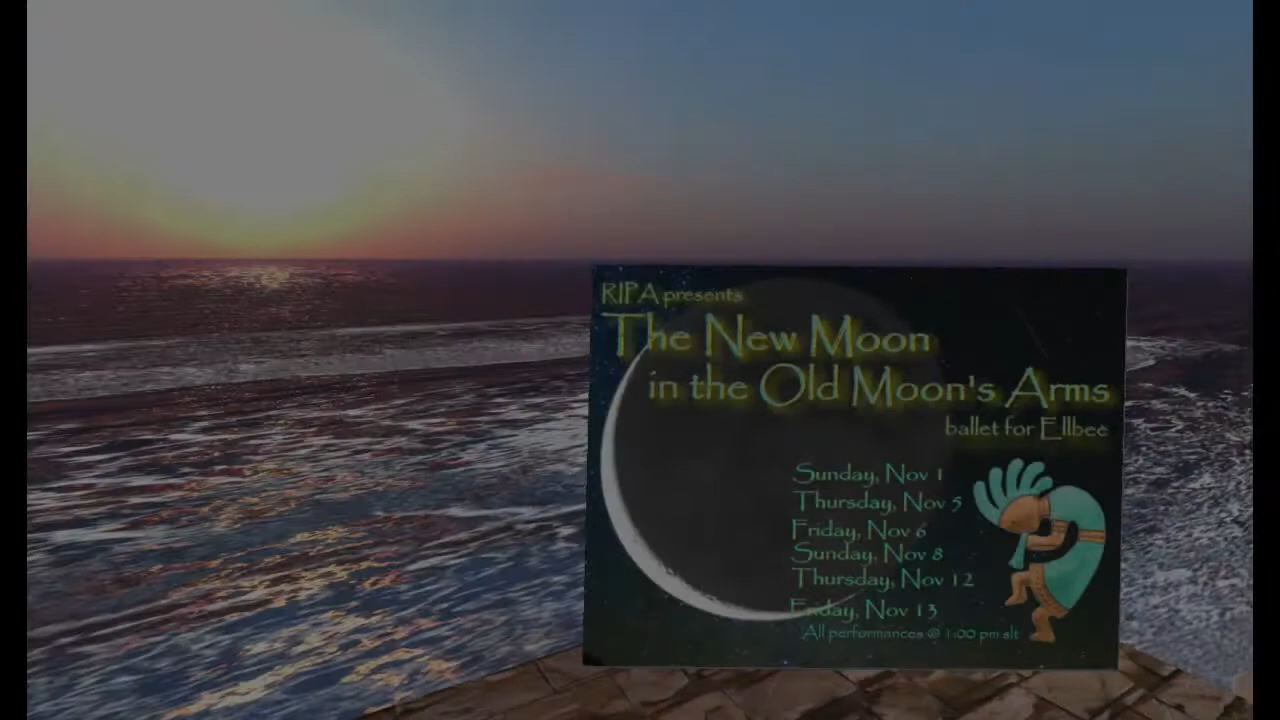 RIPA presents
The New Moon
in the Old Moon's Arms
ballet for Ellbee
Sunday, Nov 1
Thursday, Nov 5
Friday, Nov 6
Sunday, Nov 8
Thursday, Nov 12
Friday, Nov 13
All performances @ 1:00 pm slt